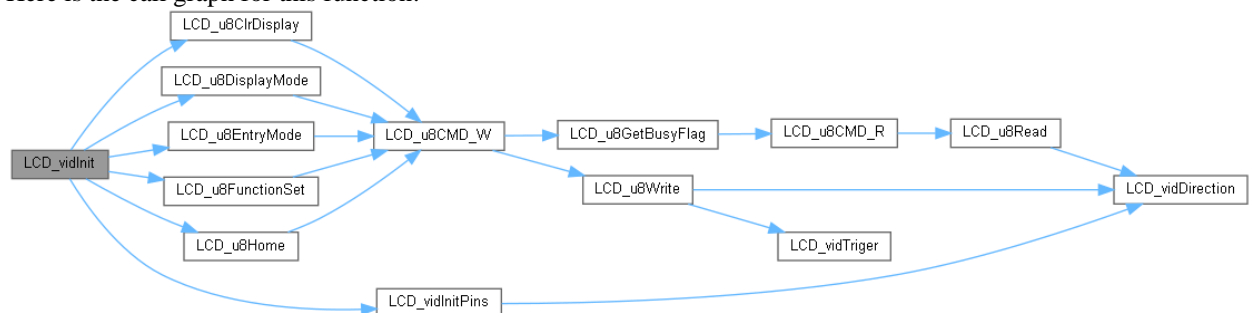 Here is the call graph for this function:
LCD_u8ClrDisplay
LCD_u8DisplayMode
LCD_u8EntryMode
LCD_u8CMD_W
LCD_u8GetBusyFlag
LCD_u8CMD_R
LCD_u8Read
LCD_vidInit
LCD_u8FunctionSet
LCD_u8Write
LCD_vidDirection
LCD_u8Home
LCD_vidTriger
LCD_vidInitPins